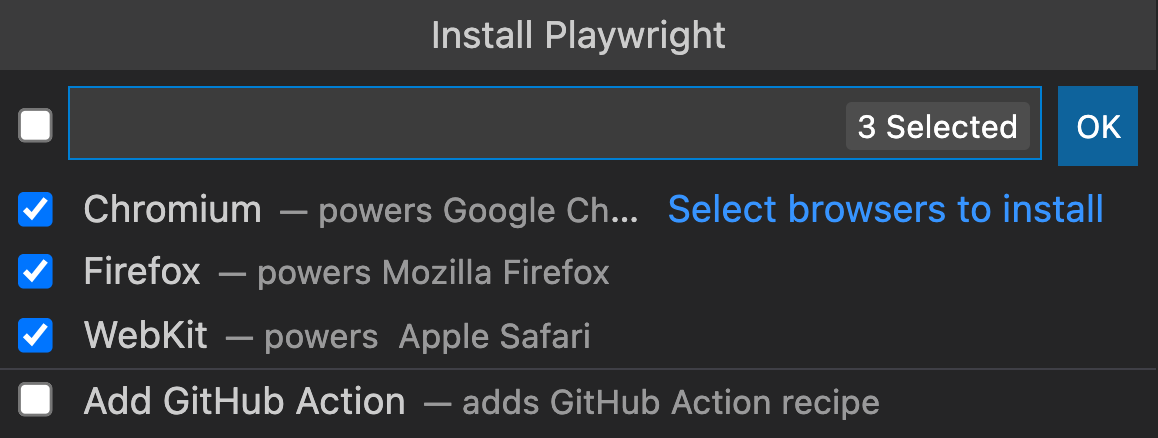 Install Playwright
3 Selected OK
Chromium — powers Google Ch... Select browsers to install
Firefox — powers Mozilla Firefox
WebKit — powers Apple Safari
Add GitHub Action — adds GitHub Action recipe